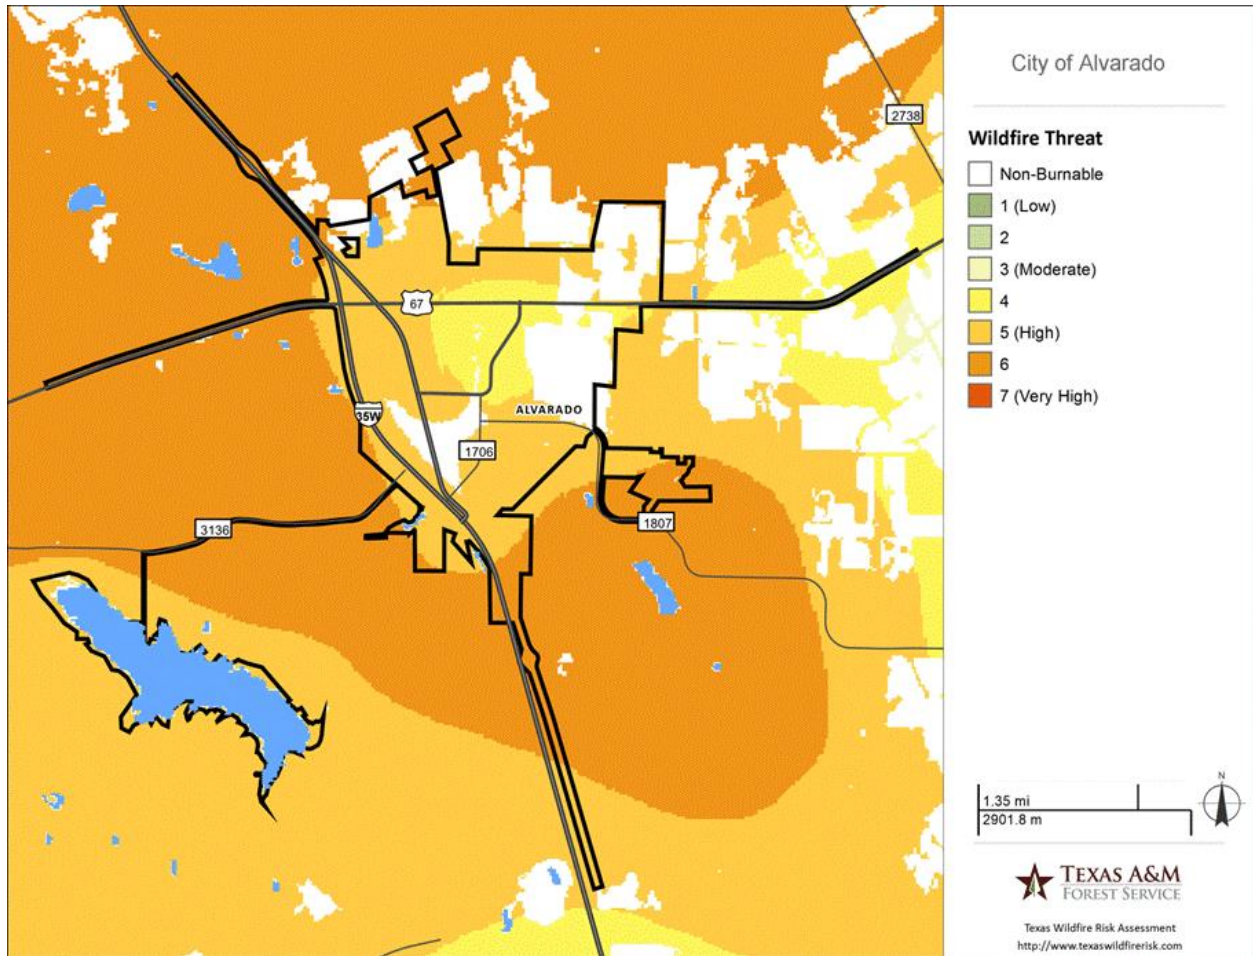 City of Alvarado
2738
Wildfire Threat
Non-Burnable
1 (Low)
2
3 (Moderate)
4
5 (High)
6
7 (Very High)
67
35W
ALVARADO
1706
3136
1807
N
1.35 mi
2901.8 m
TEXAS A&M
FOREST SERVICE
Texas Wildfire Risk Assessment
http://www.texaswildfirerisk.com